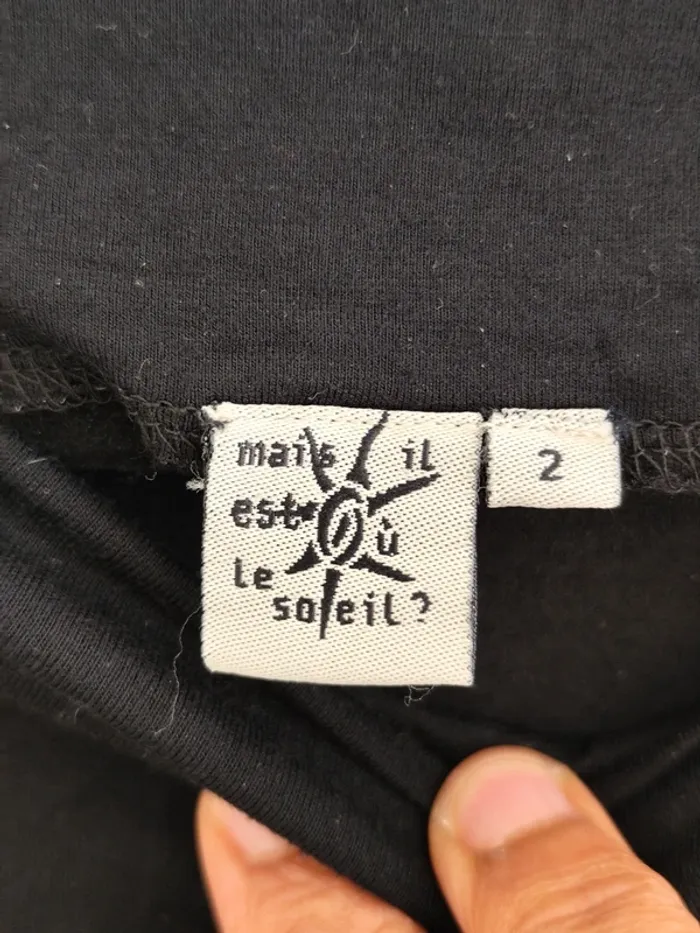 mais il
est où
le
soleil ?
2